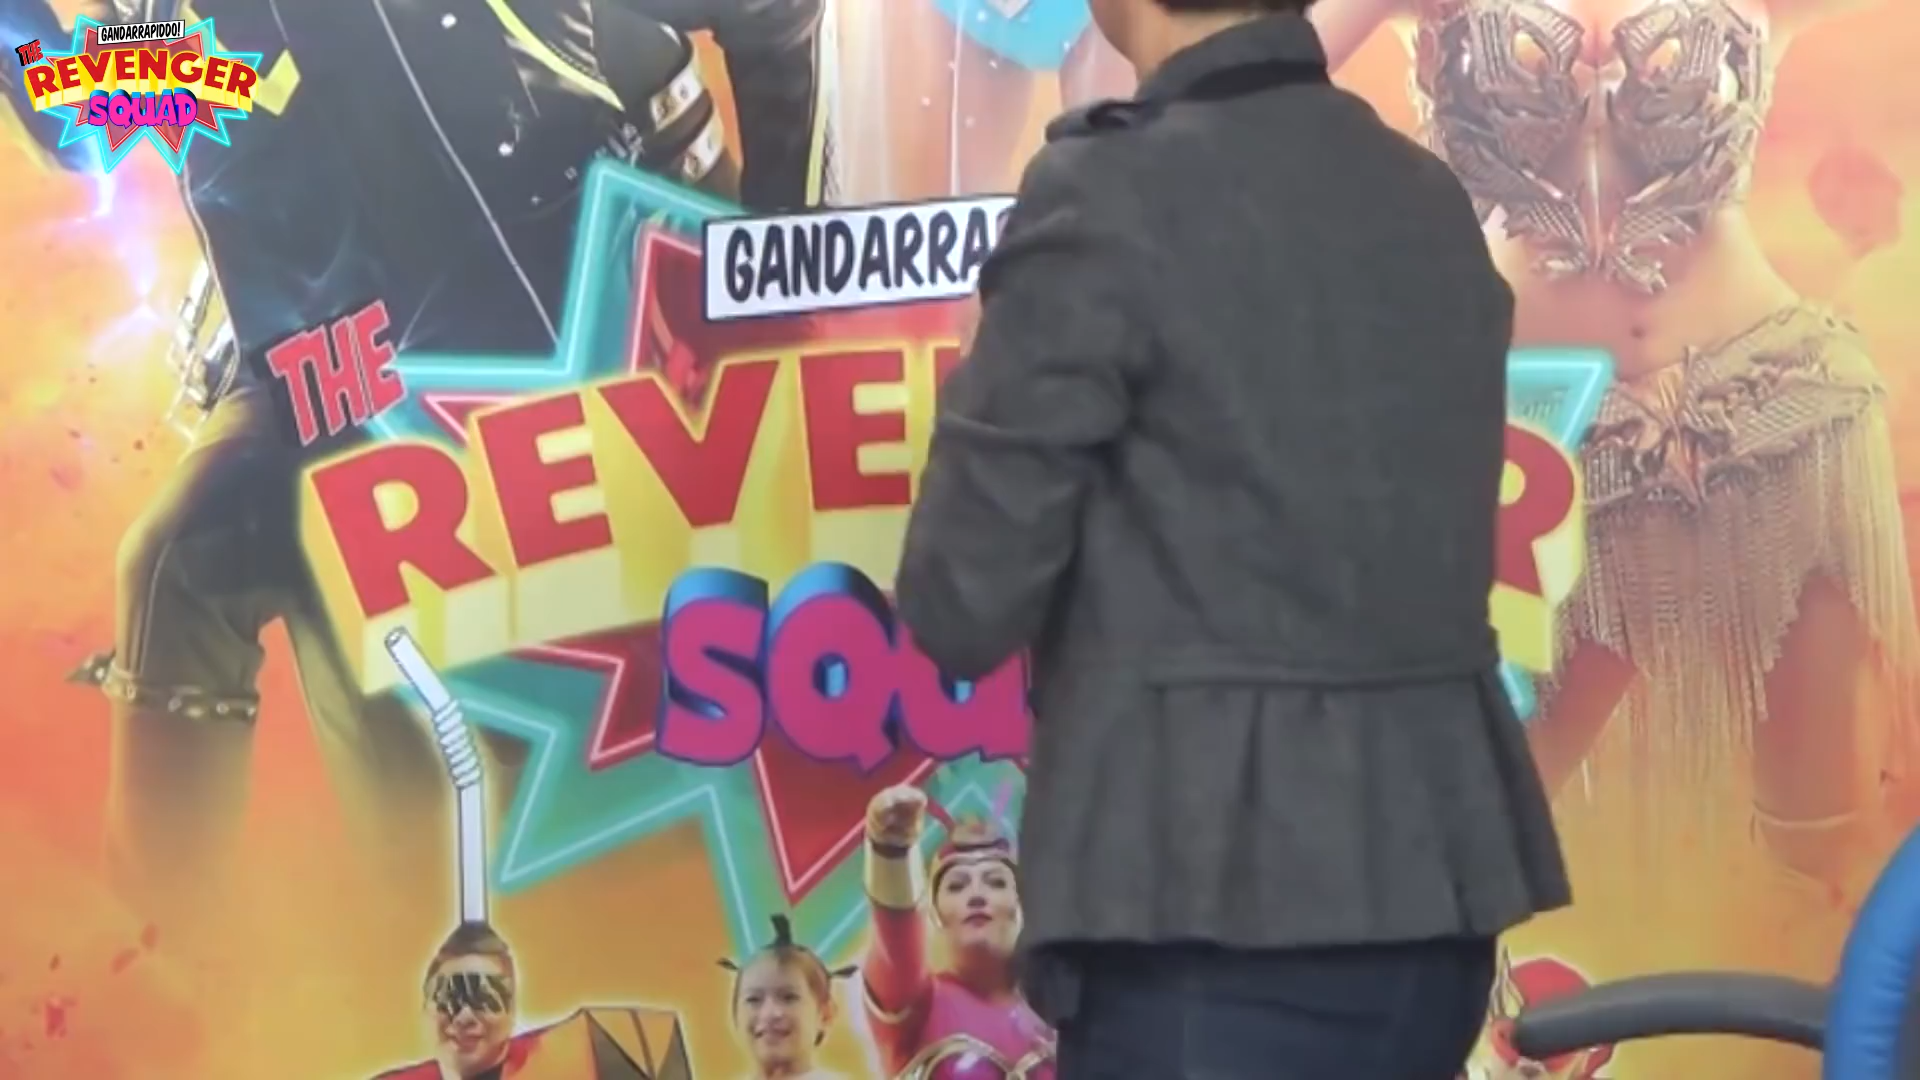 GANDARRAPIDDO!
THE
REVENGER
SQUAD
GANDARRA
THE
REVE R
SQU